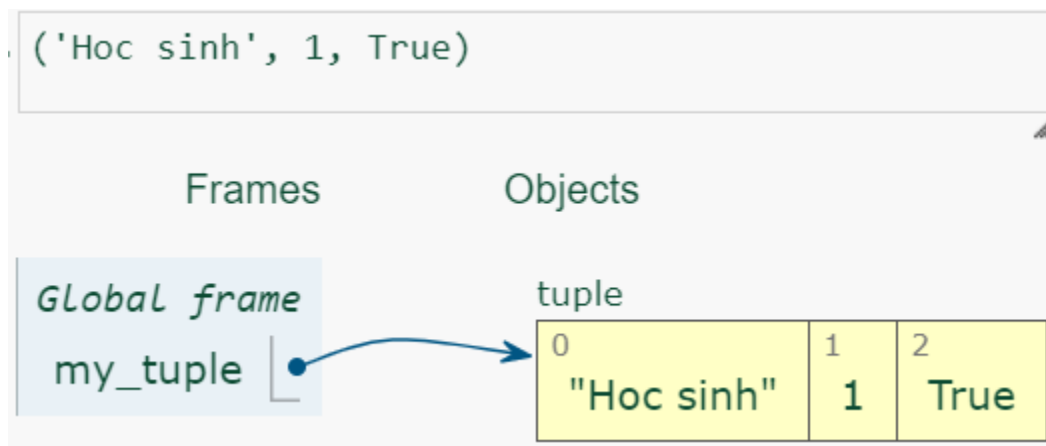 ('Hoc sinh', 1, True)
Frames Objects
Global frame
my_tuple
tuple
0 1 2
"Hoc sinh" 1 True